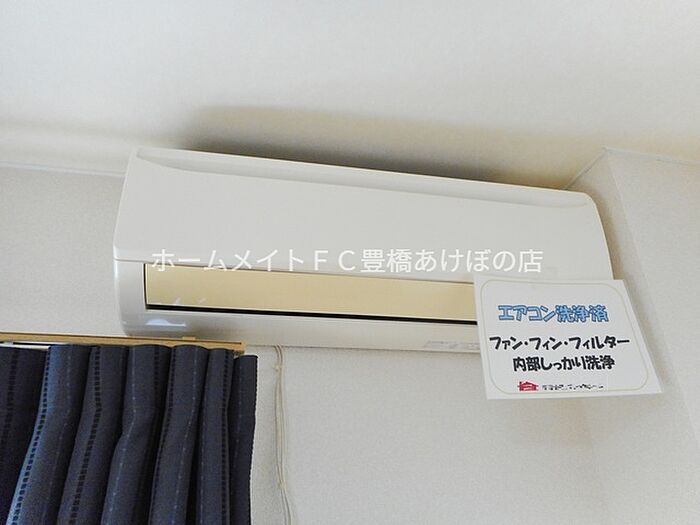 ホームメイトＦＣ豊橋あけぼの店
エアコン洗浄済
ファン・フィン・フィルター
内部しっかり洗浄